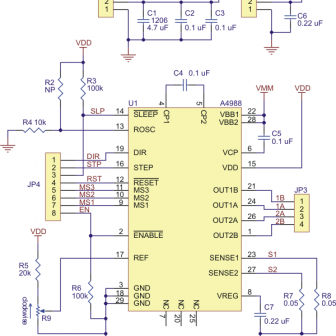 2
1
C1
1206
4.7 uF
C2
0.1 uF
C3
0.1 uF
2
1
C6
0.22 uF
VDD
C4 0.1 uF
R2
NP
R3
100k
U1
4
CP1
5
CP2
A4988
VMM
VDD
SLP
14
SLEEP
VBB1
22
VBB2
28
R4 10k
13
ROSC
C5
0.1 uF
DIR
19
DIR
VCP
6
STP
16
STEP
VDD
15
JP4
1
2
3
4
5
6
7
8
RST
12
RESET
MS3
11
MS3
MS2
10
MS2
MS1
9
MS1
EN
OUT1B
21
1B
OUT1A
24
1A
OUT2A
26
2A
OUT2B
1
2B
JP3
1
2
3
4
2
ENABLE
VDD
17
REF
SENSE1
23
S1
SENSE2
27
S2
R5
20k
R9
clockwise
R6
100k
3
GND
18
GND
29
GND
NC
7
NC
20
NC
25
VREG
8
C7
0.22 uF
R7
0.05
R8
0.05